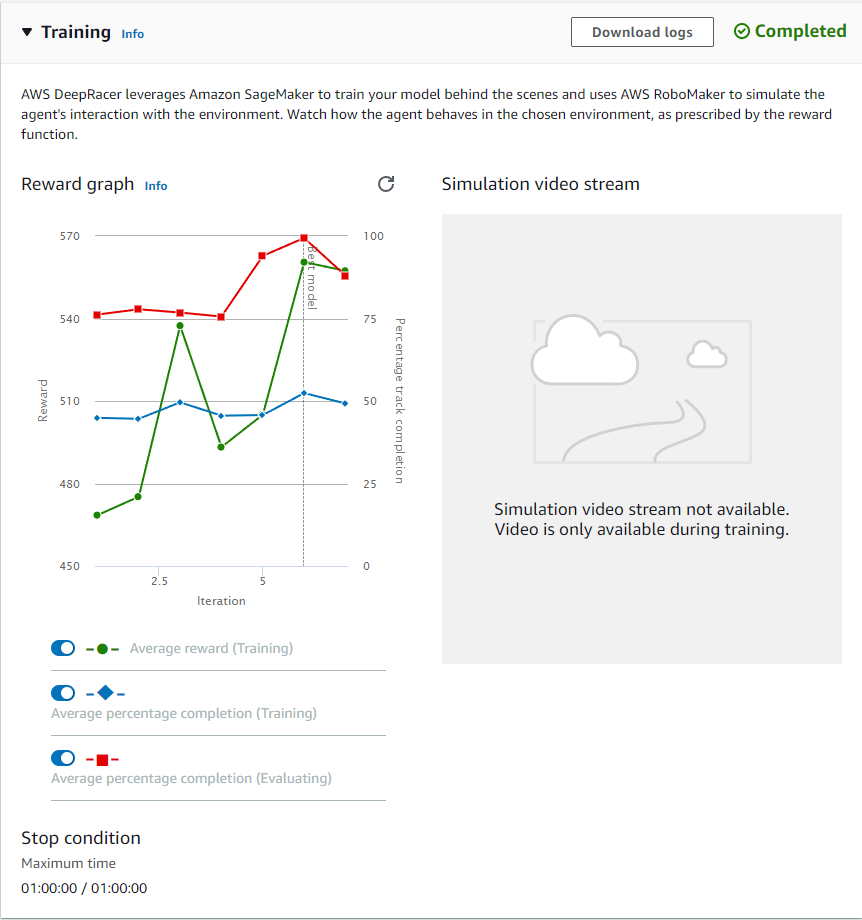 Training Info
Download logs
Completed
AWS DeepRacer leverages Amazon SageMaker to train your model behind the scenes and uses AWS RoboMaker to simulate the
agent's interaction with the environment. Watch how the agent behaves in the chosen environment, as prescribed by the reward
function.
Reward graph Info
570
540
510
480
450
Reward
100
75
50
25
0
Percentage track completion
Best model
2.5
5
Iteration
Average reward (Training)
Average percentage completion (Training)
Average percentage completion (Evaluating)
Simulation video stream
Simulation video stream not available.
Video is only available during training.
Stop condition
Maximum time
01:00:00 / 01:00:00